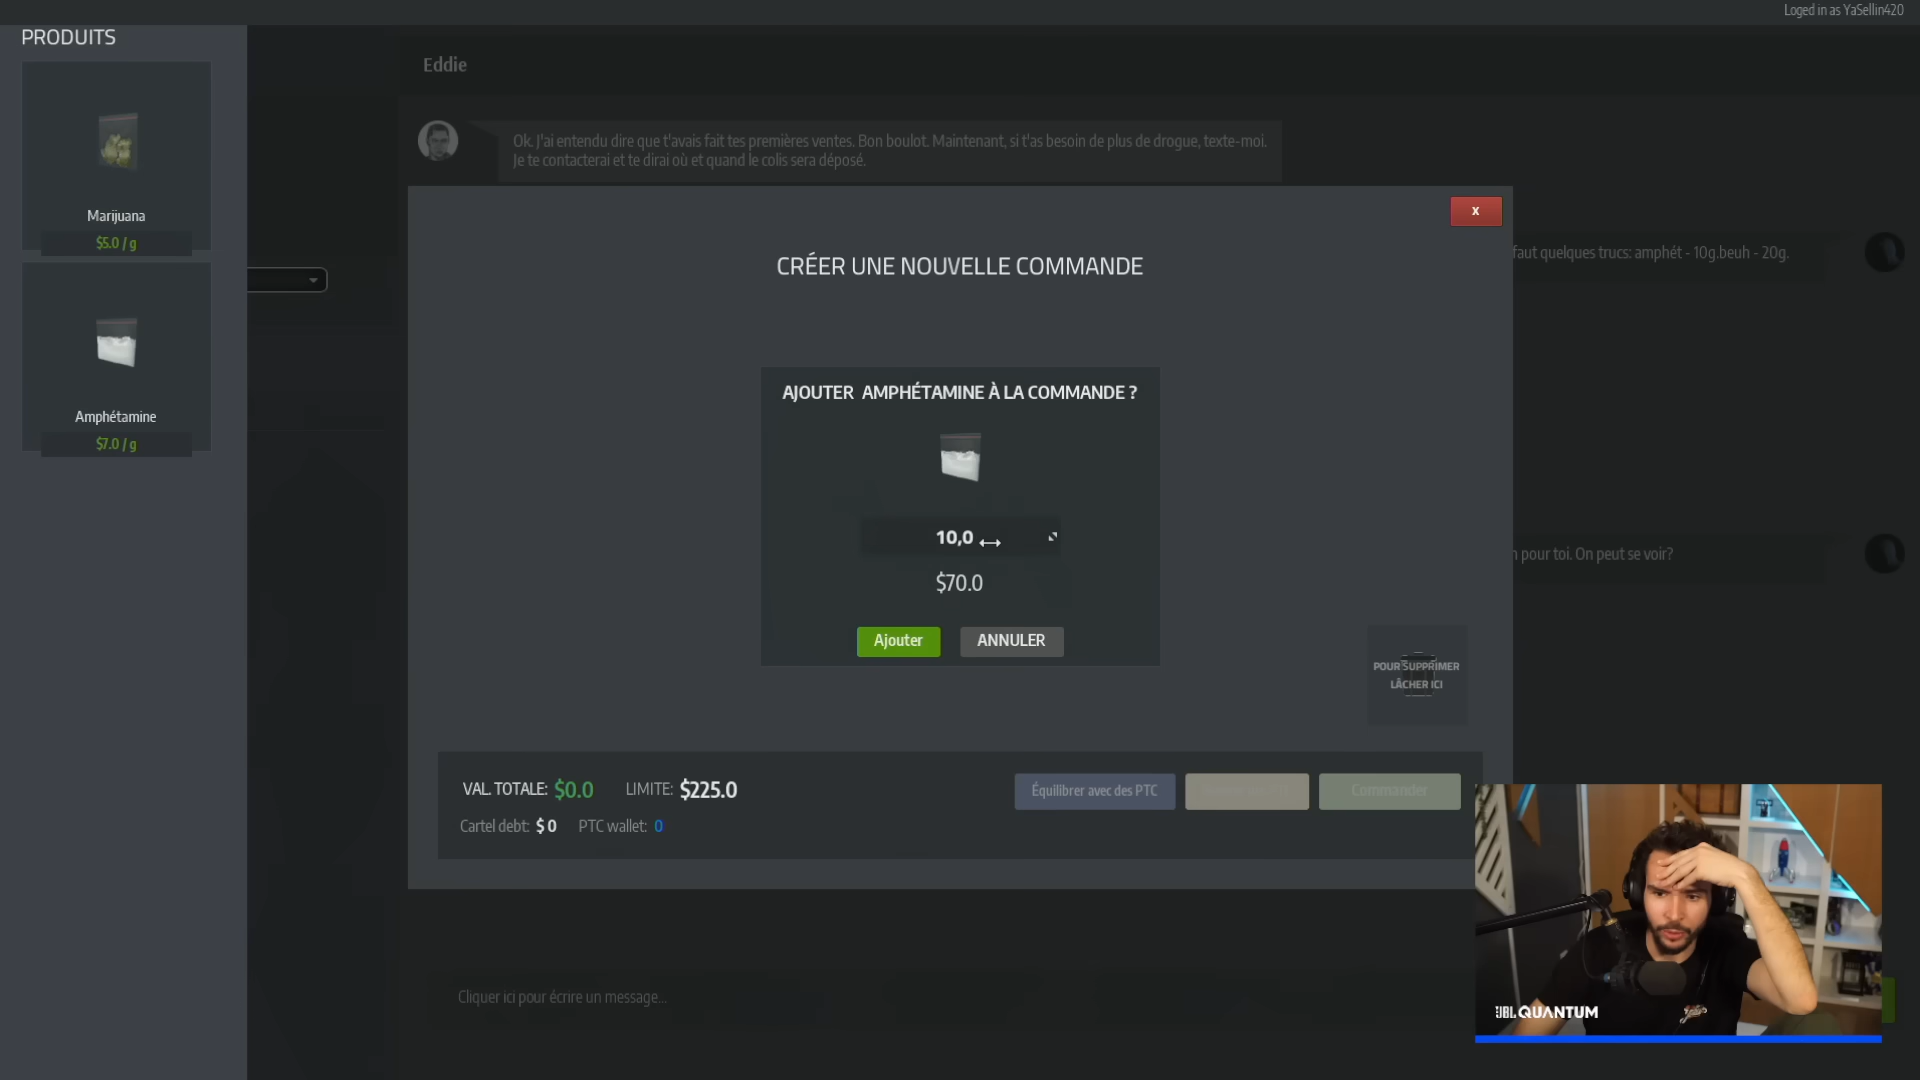 Loged in as YaSellin420
PRODUITS
Marijuana
$5.0 / g
Amphétamine
$7.0 / g
Eddie
Ok. J'ai entendu dire que t'avais fait tes premières ventes. Bon boulot. Maintenant, si t'as besoin de plus de drogue, texte-moi.
Je te contacterai et te dirai où et quand le colis sera déposé.
faut quelques trucs: amphét - 10g.beuh - 20g.
pour toi. On peut se voir?
x
CRÉER UNE NOUVELLE COMMANDE
AJOUTER AMPHÉTAMINE À LA COMMANDE ?
10,0
$70.0
Ajouter
ANNULER
POUR SUPPRIMER
LÂCHER ICI
VAL. TOTALE: $0.0 LIMITE: $225.0
Cartel debt: $ 0 PTC wallet: 0
Équilibrer avec des PTC
Commander
Cliquer ici pour écrire un message...
JBL QUANTUM